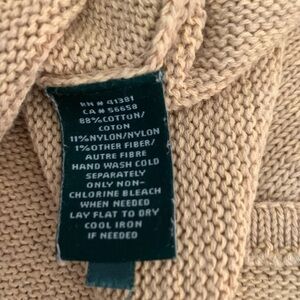 RN # 41381
CA # 56658
88%COTTON/
COTON
11%NYLON/NYLON
1%OTHER FIBER/
AUTRE FIBRE
HAND WASH COLD
SEPARATELY
ONLY NON-
CHLORINE BLEACH
WHEN NEEDED
LAY FLAT TO DRY
COOL IRON
IF NEEDED